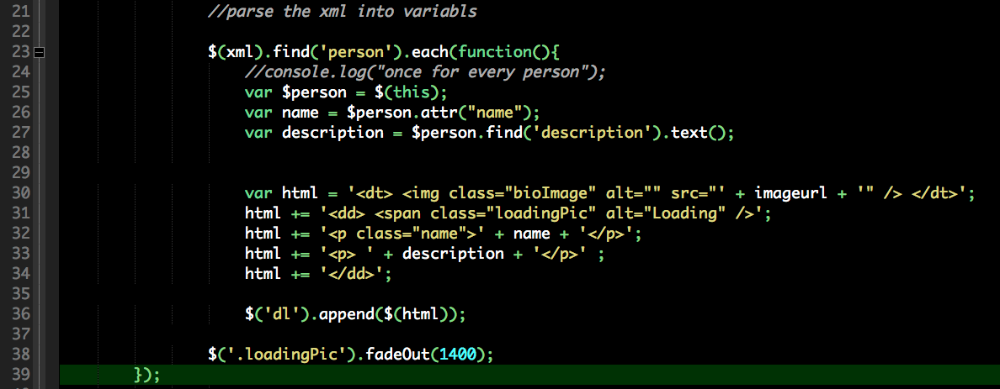 21 //parse the xml into variabls
22
23 $(xml).find('person').each(function(){
24 //console.log("once for every person");
25 var $person = $(this);
26 var name = $person.attr("name");
27 var description = $person.find('description').text();
28
29
30 var html = '<dt> <img class="bioImage" alt="" src="' + imageurl + '" /> </dt>';
31 html += '<dd> <span class="loadingPic" alt="Loading" />';
32 html += '<p class="name">' + name + '</p>';
33 html += '<p> ' + description + '</p>' ;
34 html += '</dd>';
35
36 $('dl').append($(html));
37
38 $('.loadingPic').fadeOut(1400);
39 });